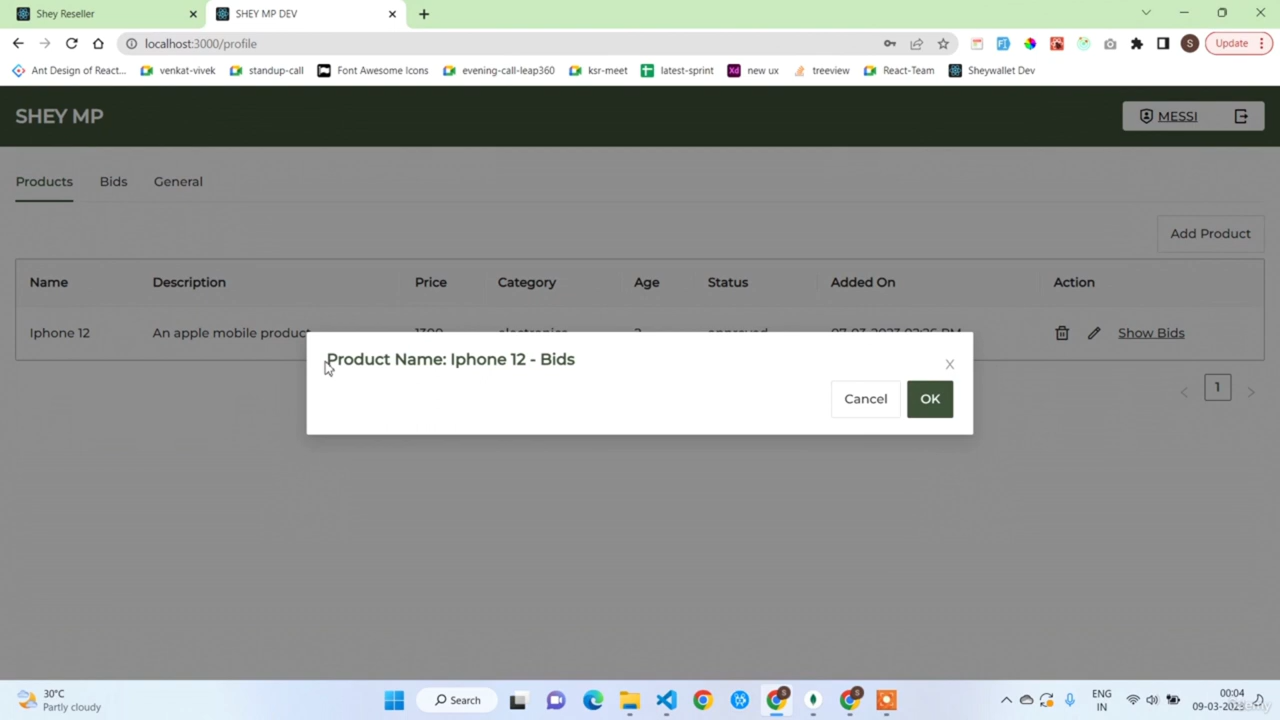 Shey Reseller
SHEY MP DEV
localhost:3000/profile
S
Update
Ant Design of React...
venkat-vivek
standup-call
Font Awesome Icons
evening-call-leap360
ksr-meet
latest-sprint
Xd
new ux
treeview
React-Team
Sheywallet Dev
SHEY MP
MESSI
Products
Bids
General
Add Product
Name
Description
Price
Category
Age
Status
Added On
Action
Iphone 12
An apple mobile product
Show Bids
Product Name: Iphone 12 - Bids
X
Cancel
OK
1
30°C
Partly cloudy
Search
ENG
IN
00:04